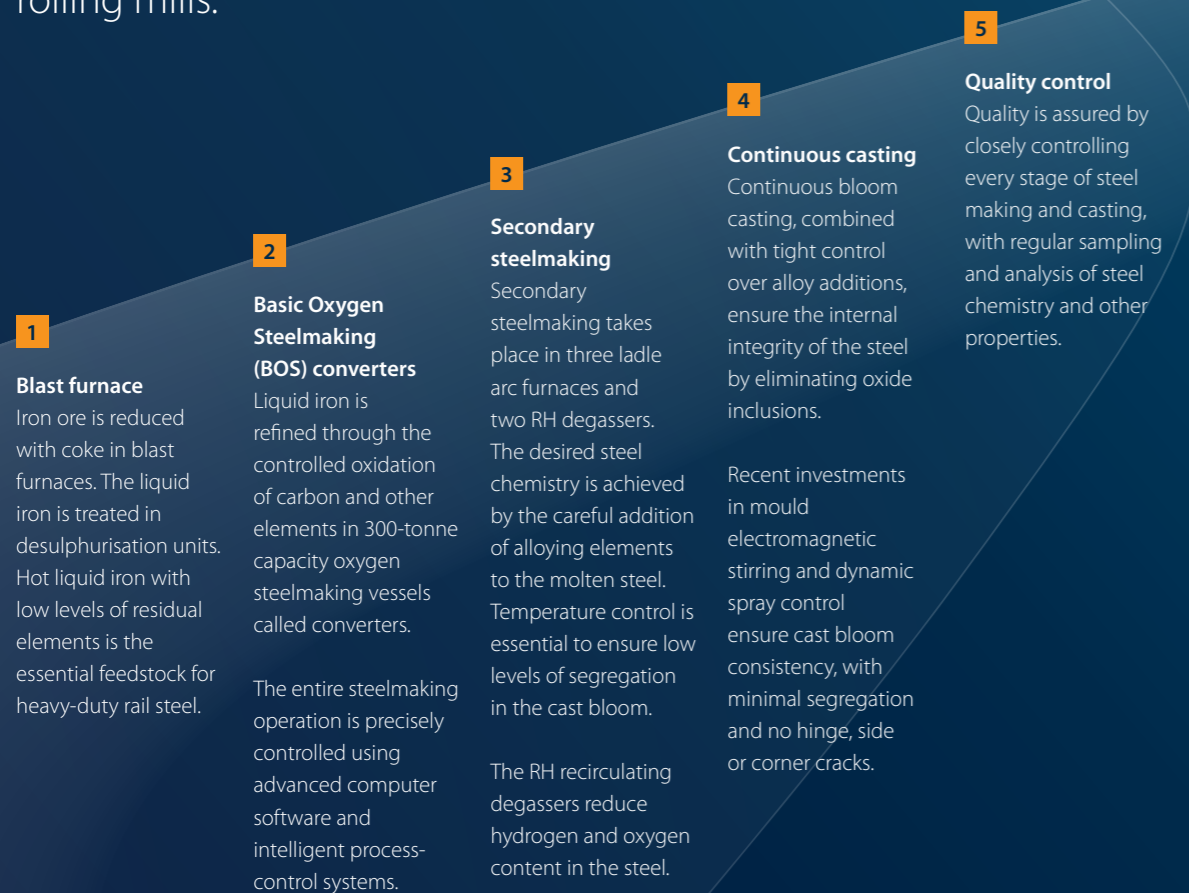 rolling mills.
1
Blast furnace
Iron ore is reduced
with coke in blast
furnaces. The liquid
iron is treated in
desulphurisation units.
Hot liquid iron with
low levels of residual
elements is the
essential feedstock for
heavy-duty rail steel.
2
Basic Oxygen
Steelmaking
(BOS) converters
Liquid iron is
refined through the
controlled oxidation
of carbon and other
elements in 300-tonne
capacity oxygen
steelmaking vessels
called converters.
The entire steelmaking
operation is precisely
controlled using
advanced computer
software and
intelligent process-
control systems.
3
Secondary
steelmaking
Secondary
steelmaking takes
place in three ladle
arc furnaces and
two RH degassers.
The desired steel
chemistry is achieved
by the careful addition
of alloying elements
to the molten steel.
Temperature control is
essential to ensure low
levels of segregation
in the cast bloom.
The RH recirculating
degassers reduce
hydrogen and oxygen
content in the steel.
4
Continuous casting
Continuous bloom
casting, combined
with tight control
over alloy additions,
ensure the internal
integrity of the steel
by eliminating oxide
inclusions.
Recent investments
in mould
electromagnetic
stirring and dynamic
spray control
ensure cast bloom
consistency, with
minimal segregation
and no hinge, side
or corner cracks.
5
Quality control
Quality is assured by
closely controlling
every stage of steel
making and casting,
with regular sampling
and analysis of steel
chemistry and other
properties.